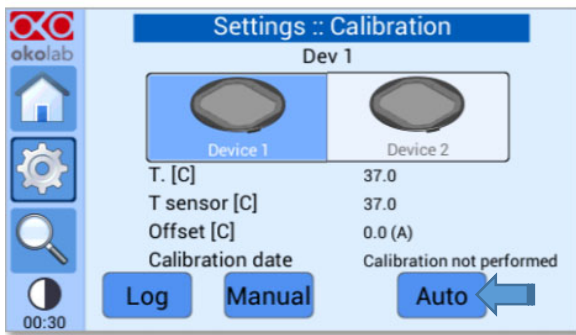 Settings :: Calibration
okolab
Dev 1
Device 1 Device 2
T. [C] 37.0
T sensor [C] 37.0
Offset [C] 0.0 (A)
Calibration date Calibration not performed
Log Manual Auto
00:30